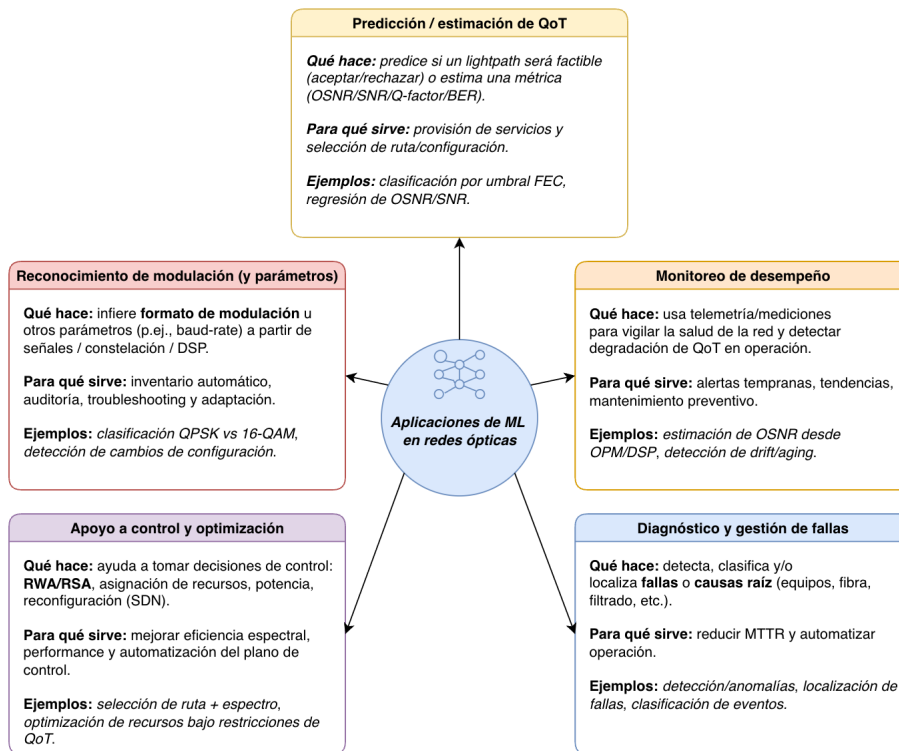 Predicción / estimación de QoT
Qué hace: predice si un lightpath será factible
(aceptar/rechazar) o estima una métrica
(OSNR/SNR/Q-factor/BER).
Para qué sirve: provisión de servicios y
selección de ruta/configuración.
Ejemplos: clasificación por umbral FEC,
regresión de OSNR/SNR.
Reconocimiento de modulación (y parámetros)
Qué hace: infiere formato de modulación u
otros parámetros (p.ej., baud-rate) a partir de
señales / constelación / DSP.
Para qué sirve: inventario automático,
auditoría, troubleshooting y adaptación.
Ejemplos: clasificación QPSK vs 16-QAM,
detección de cambios de configuración.
Monitoreo de desempeño
Qué hace: usa telemetría/mediciones
para vigilar la salud de la red y detectar
degradación de QoT en operación.
Para qué sirve: alertas tempranas, tendencias,
mantenimiento preventivo.
Ejemplos: estimación de OSNR desde
OPM/DSP, detección de drift/aging.
Aplicaciones de ML
en redes ópticas
Apoyo a control y optimización
Qué hace: ayuda a tomar decisiones de control:
RWA/RSA, asignación de recursos, potencia,
reconfiguración (SDN).
Para qué sirve: mejorar eficiencia espectral,
performance y automatización del plano de
control.
Ejemplos: selección de ruta + espectro,
optimización de recursos bajo restricciones de
QoT.
Diagnóstico y gestión de fallas
Qué hace: detecta, clasifica y/o
localiza fallas o causas raíz (equipos, fibra,
filtrado, etc.).
Para qué sirve: reducir MTTR y automatizar
operación.
Ejemplos: detección/anomalías, localización de
fallas, clasificación de eventos.